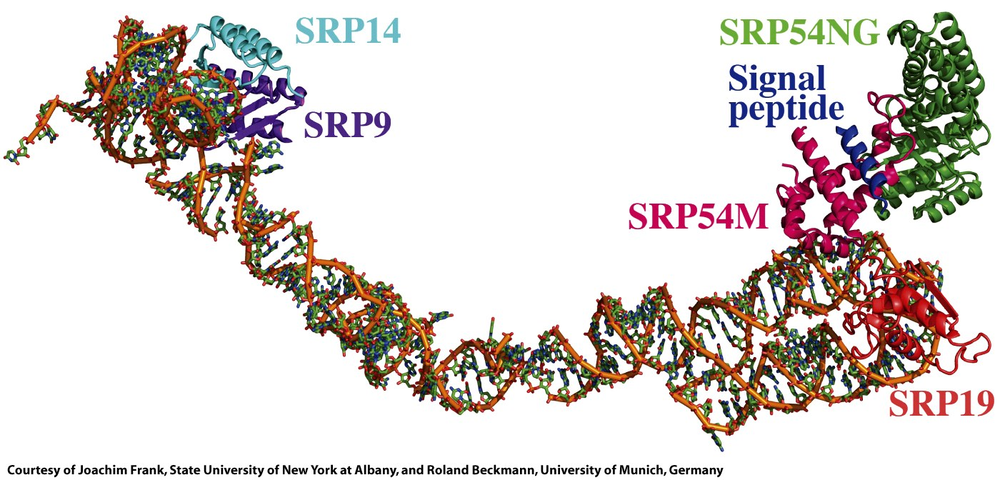 SRP14
SRP54NG
Signal
peptide
SRP9
SRP54M
SRP19
Courtesy of Joachim Frank, State University of New York at Albany, and Roland Beckmann, University of Munich, Germany